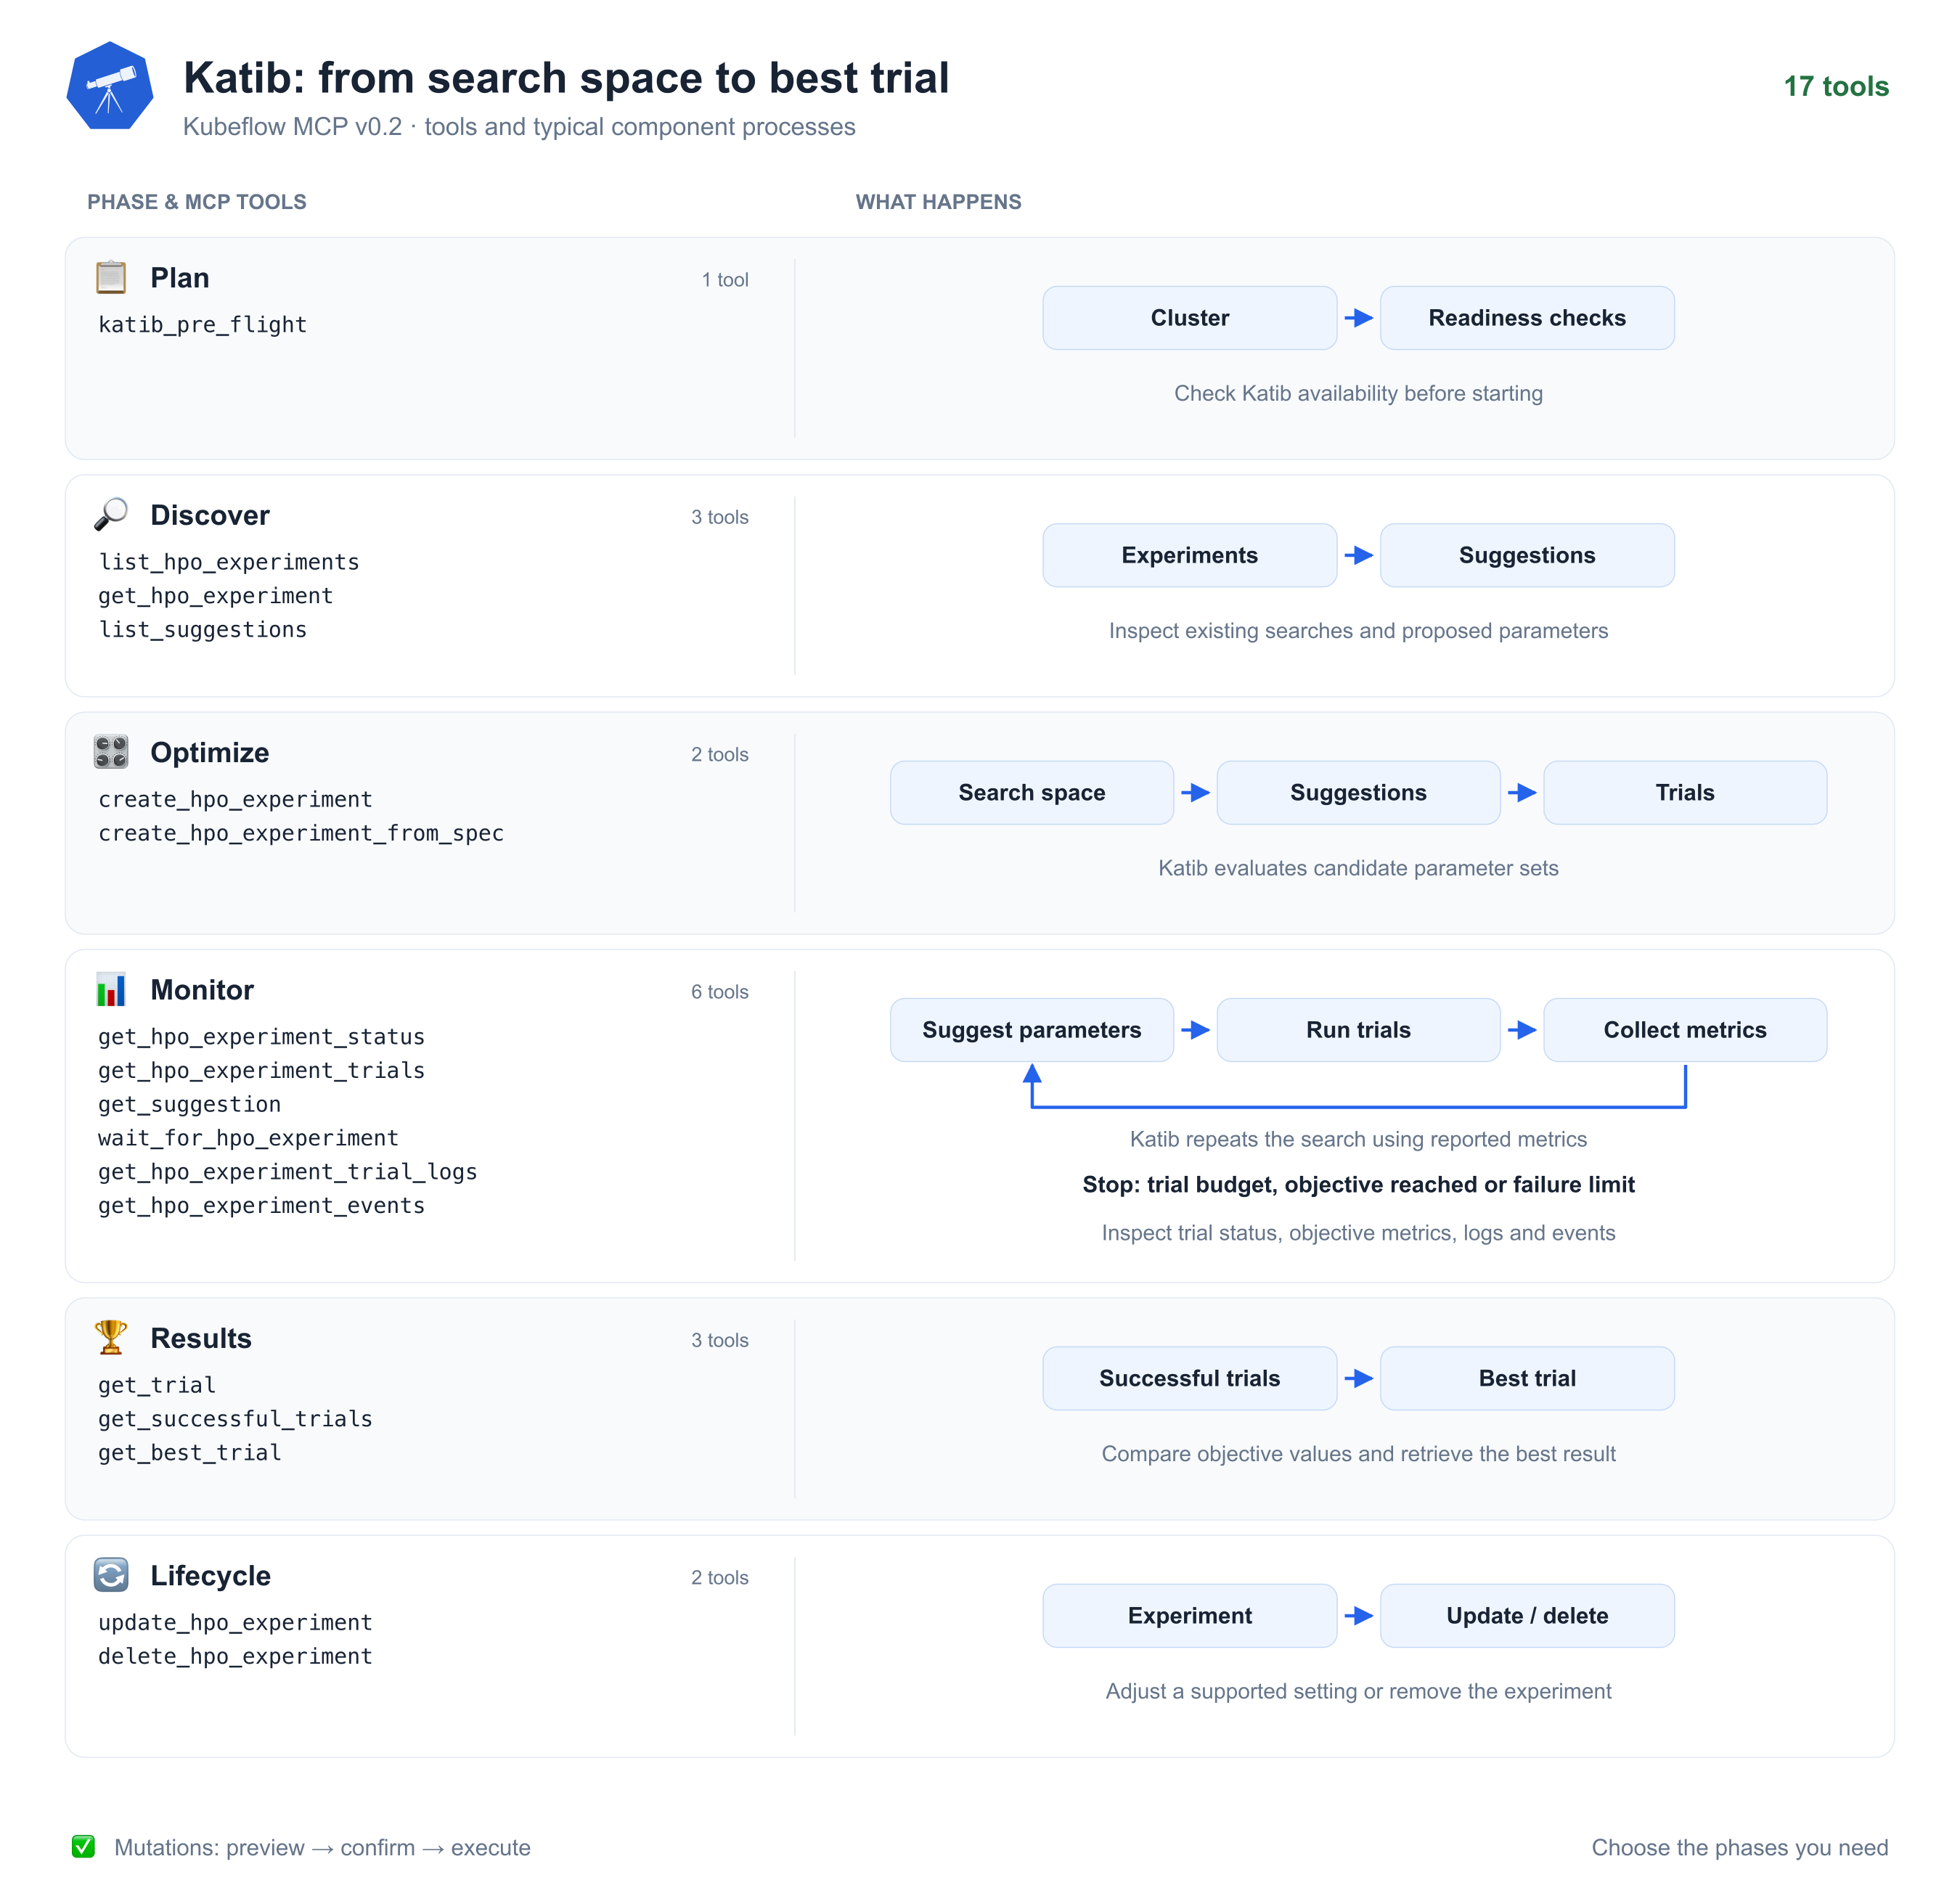 Katib: from search space to best trial
17 tools
Kubeflow MCP v0.2 · tools and typical component processes
PHASE & MCP TOOLS
WHAT HAPPENS
Plan
1 tool
katib_pre_flight
Cluster
Readiness checks
Check Katib availability before starting
Discover
3 tools
list_hpo_experiments
get_hpo_experiment
list_suggestions
Experiments
Suggestions
Inspect existing searches and proposed parameters
Optimize
2 tools
create_hpo_experiment
create_hpo_experiment_from_spec
Search space
Suggestions
Trials
Katib evaluates candidate parameter sets
Monitor
6 tools
get_hpo_experiment_status
get_hpo_experiment_trials
get_suggestion
wait_for_hpo_experiment
get_hpo_experiment_trial_logs
get_hpo_experiment_events
Suggest parameters
Run trials
Collect metrics
Katib repeats the search using reported metrics
Stop: trial budget, objective reached or failure limit
Inspect trial status, objective metrics, logs and events
Results
3 tools
get_trial
get_successful_trials
get_best_trial
Successful trials
Best trial
Compare objective values and retrieve the best result
Lifecycle
2 tools
update_hpo_experiment
delete_hpo_experiment
Experiment
Update / delete
Adjust a supported setting or remove the experiment
Mutations: preview → confirm → execute
Choose the phases you need